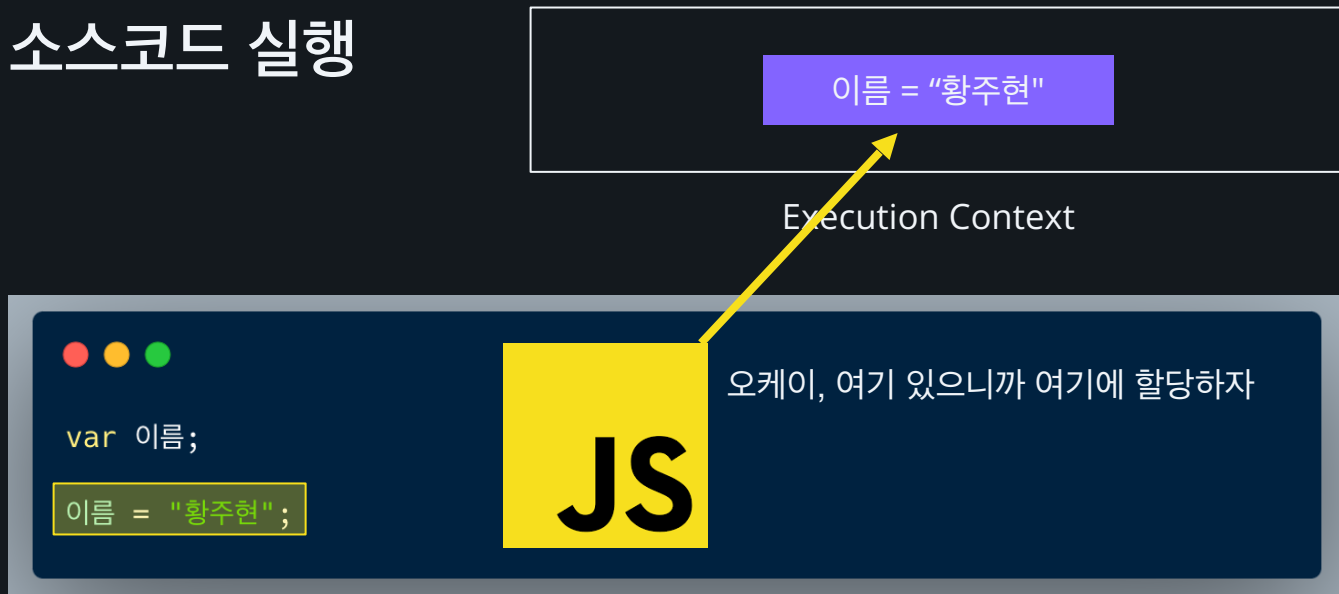 소스코드 실행
이름 = “황주현"
Execution Context
오케이, 여기 있으니까 여기에 할당하자
var 이름;
이름 = "황주현";
JS